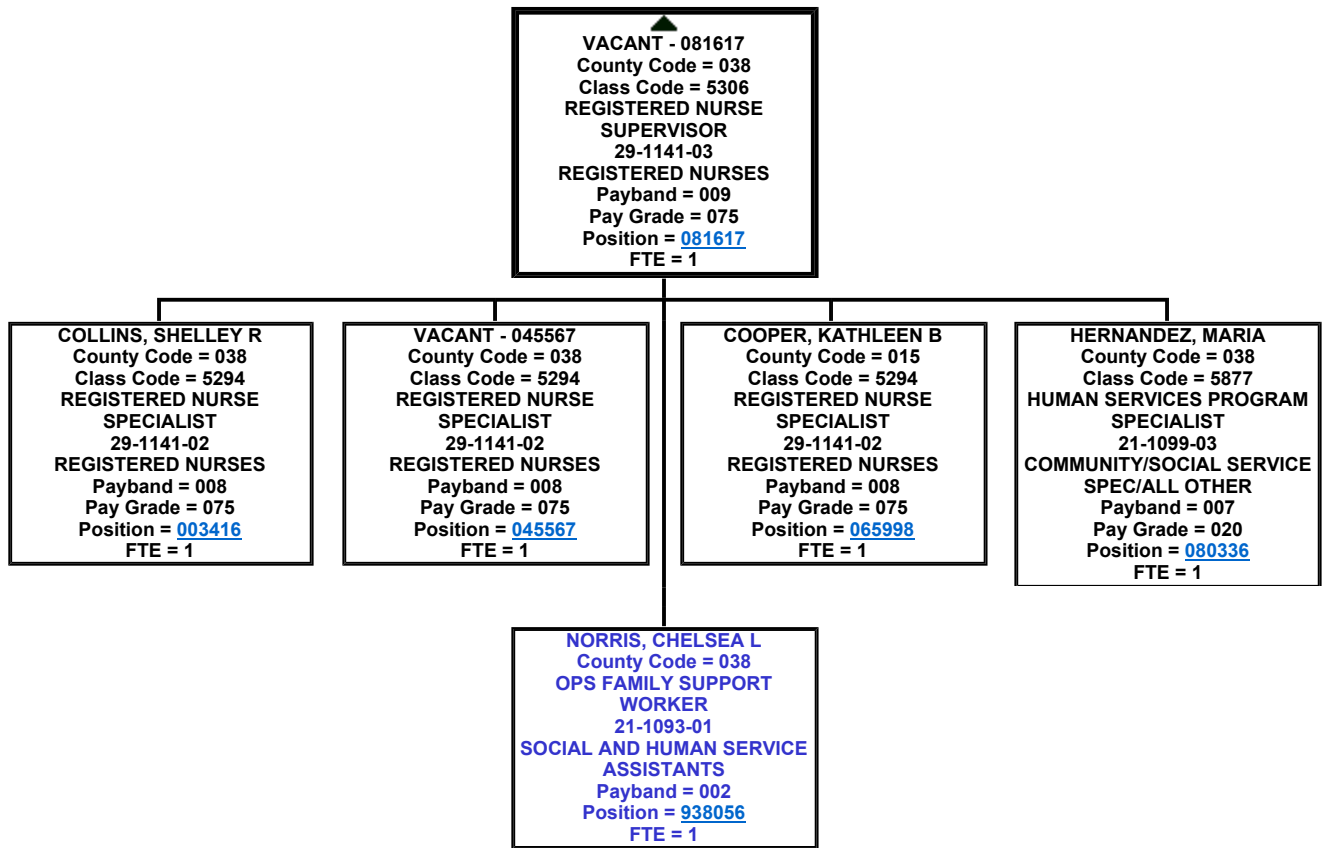 VACANT - 081617
County Code = 038
Class Code = 5306
REGISTERED NURSE
SUPERVISOR
29-1141-03
REGISTERED NURSES
Payband = 009
Pay Grade = 075
Position = 081617
FTE = 1
COLLINS, SHELLEY R
County Code = 038
Class Code = 5294
REGISTERED NURSE
SPECIALIST
29-1141-02
REGISTERED NURSES
Payband = 008
Pay Grade = 075
Position = 003416
FTE = 1
VACANT - 045567
County Code = 038
Class Code = 5294
REGISTERED NURSE
SPECIALIST
29-1141-02
REGISTERED NURSES
Payband = 008
Pay Grade = 075
Position = 045567
FTE = 1
COOPER, KATHLEEN B
County Code = 015
Class Code = 5294
REGISTERED NURSE
SPECIALIST
29-1141-02
REGISTERED NURSES
Payband = 008
Pay Grade = 075
Position = 065998
FTE = 1
HERNANDEZ, MARIA
County Code = 038
Class Code = 5877
HUMAN SERVICES PROGRAM
SPECIALIST
21-1099-03
COMMUNITY/SOCIAL SERVICE
SPEC/ALL OTHER
Payband = 007
Pay Grade = 020
Position = 080336
FTE = 1
NORRIS, CHELSEA L
County Code = 038
OPS FAMILY SUPPORT
WORKER
21-1093-01
SOCIAL AND HUMAN SERVICE
ASSISTANTS
Payband = 002
Position = 938056
FTE = 1